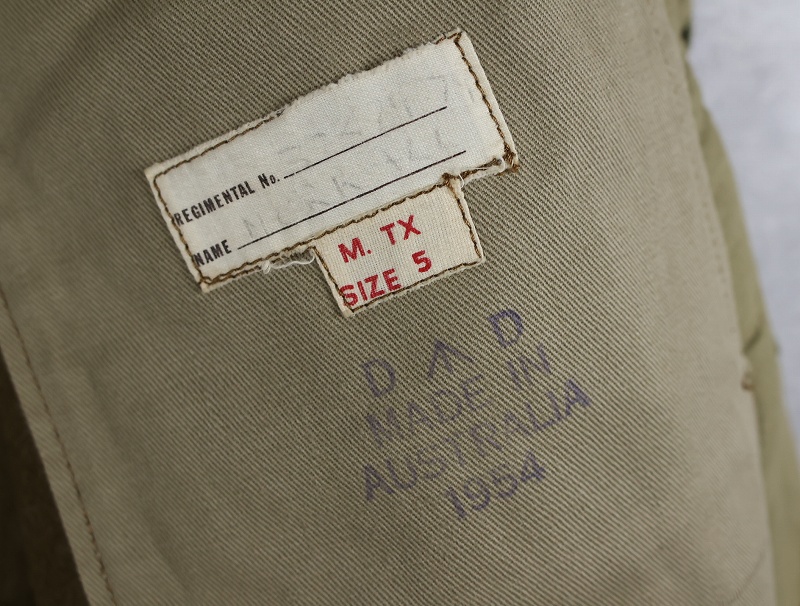 REGIMENTAL No.
NAME
M. TX
SIZE 5
D ↑ D
MADE IN
AUSTRALIA
1954